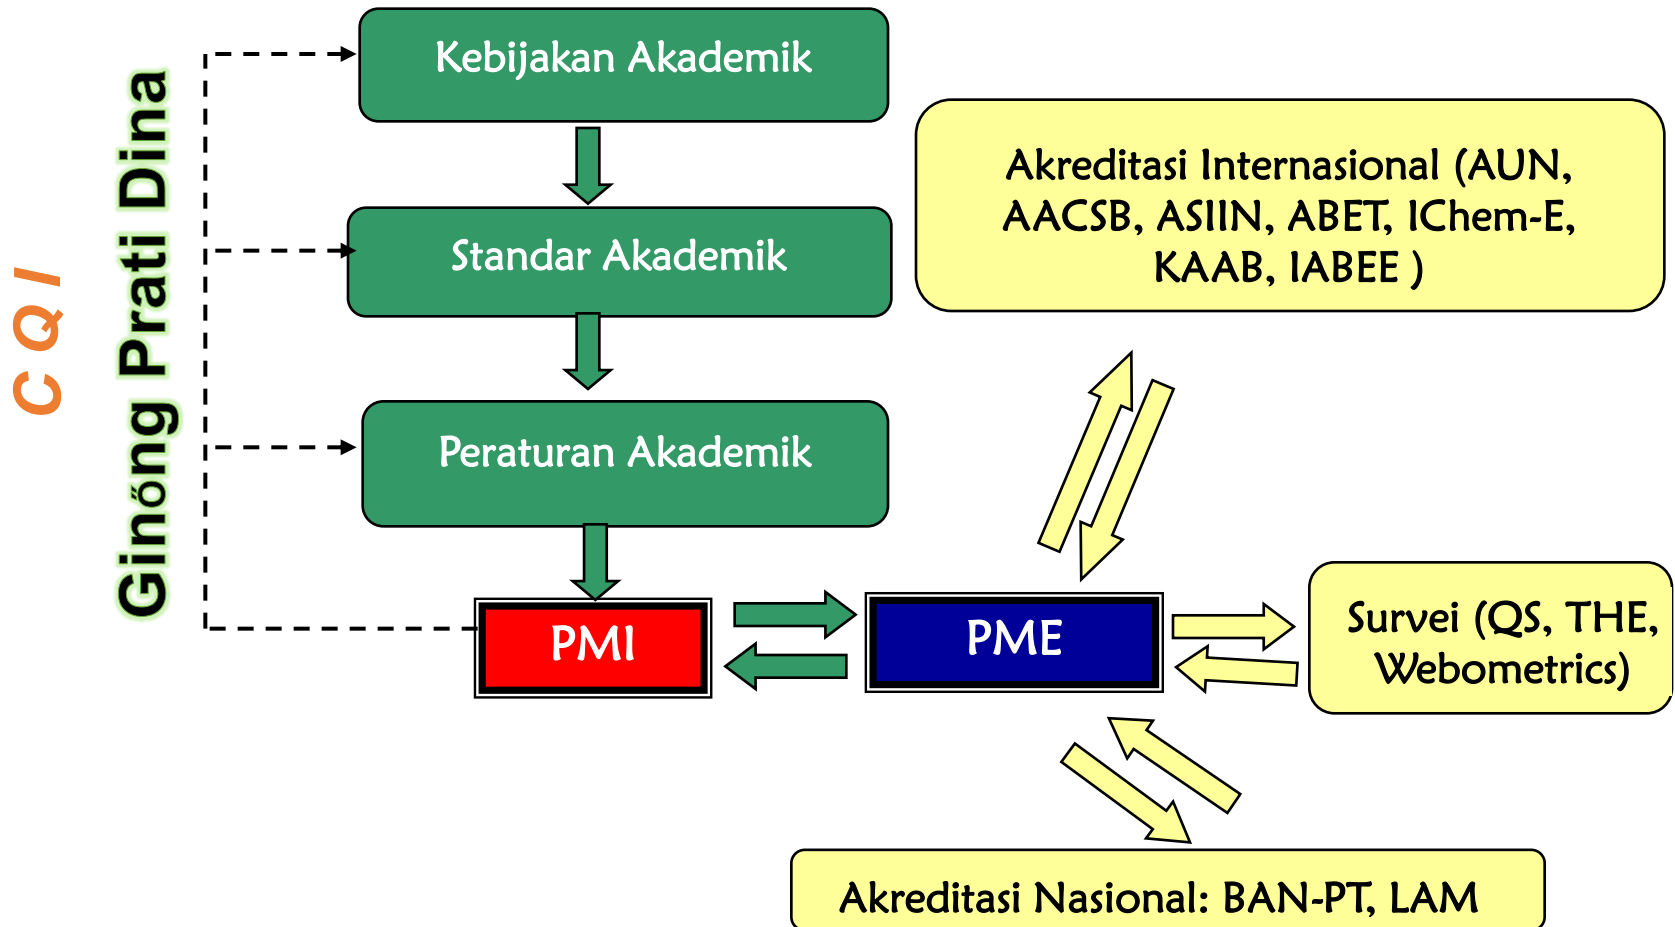 C Q I
Ginőng Prati Dina
Kebijakan Akademik
Standar Akademik
Peraturan Akademik
PMI
PME
Akreditasi Internasional (AUN,
AACSB, ASIIN, ABET, IChem-E,
KAAB, IABEE )
Survei (QS, THE,
Webometrics)
Akreditasi Nasional: BAN-PT, LAM